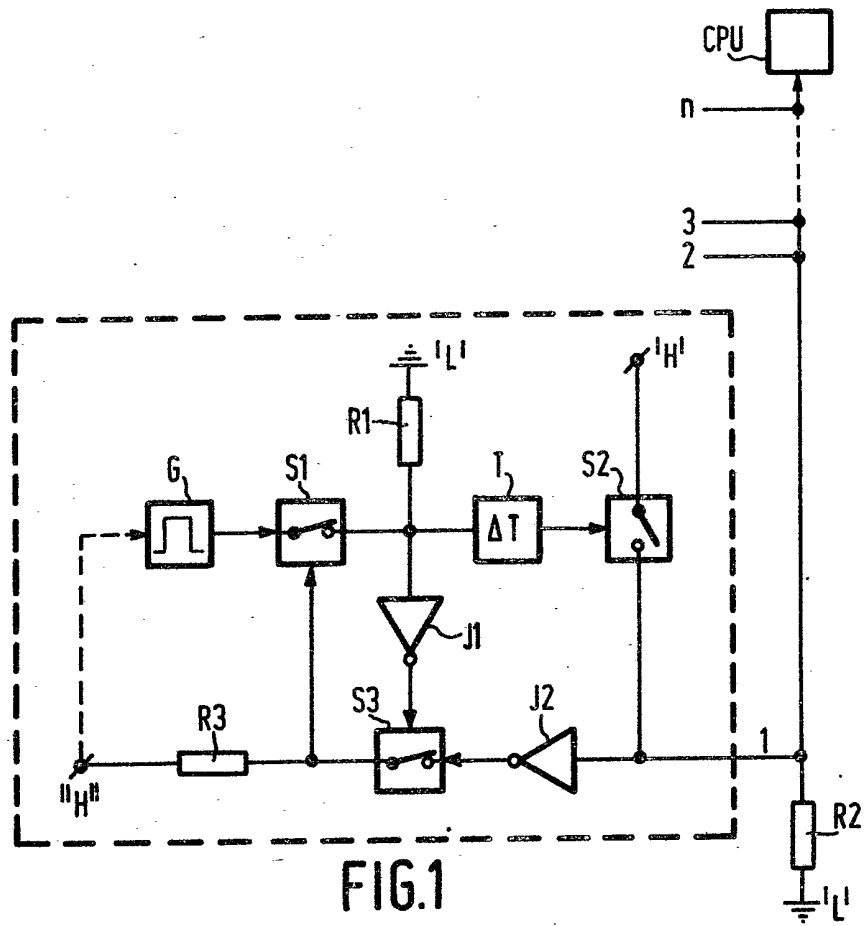 CPU
n
3
2
'L'
'H'
R1
G
S1
T
S2
ΔT
J1
S3
J2
R3
1
"H"
R2
'L'
FIG.1